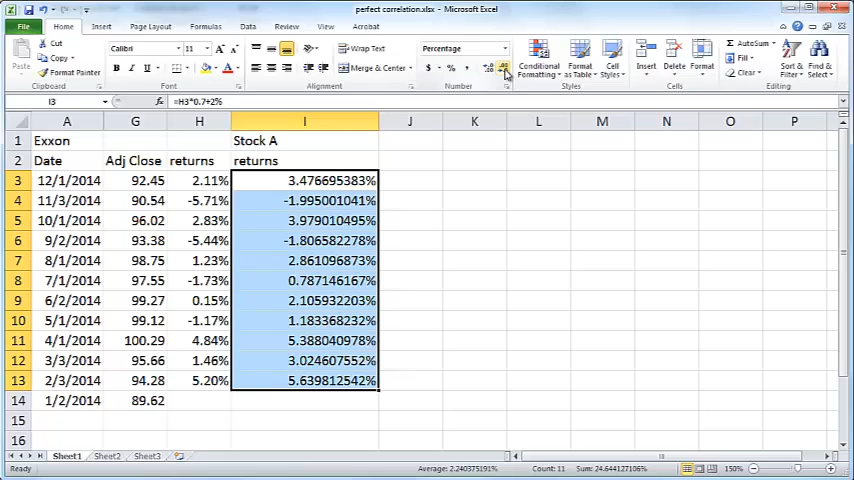 perfect correlation.xlsx - Microsoft Excel
File Home Insert Page Layout Formulas Data Review View Acrobat
Cut
Copy
Format Painter
Paste
Clipboard
Calibri 11
B I U
Font
Wrap Text
Merge & Center
Alignment
Percentage
$ % ,
Number
Conditional Formatting
Format as Table
Cell Styles
Styles
Insert Delete Format
Cells
AutoSum
Fill
Clear
Sort & Filter
Find & Select
Editing
I3 fx =H3*0.7+2%
A G H I J K L M N O P
1 Exxon Stock A
2 Date Adj Close returns returns
3 12/1/2014 92.45 2.11% 3.476695383%
4 11/3/2014 90.54 -5.71% -1.995001041%
5 10/1/2014 96.02 2.83% 3.979010495%
6 9/2/2014 93.38 -5.44% -1.806582278%
7 8/1/2014 98.75 1.23% 2.861096873%
8 7/1/2014 97.55 -1.73% 0.787146167%
9 6/2/2014 99.27 0.15% 2.105932203%
10 5/1/2014 99.12 -1.17% 1.183368232%
11 4/1/2014 100.29 4.84% 5.388040978%
12 3/3/2014 95.66 1.46% 3.024607552%
13 2/3/2014 94.28 5.20% 5.639812542%
14 1/2/2014 89.62
15
16
Sheet1 Sheet2 Sheet3
Ready Average: 2.240375191% Count: 11 Sum: 24.644127106% 150%